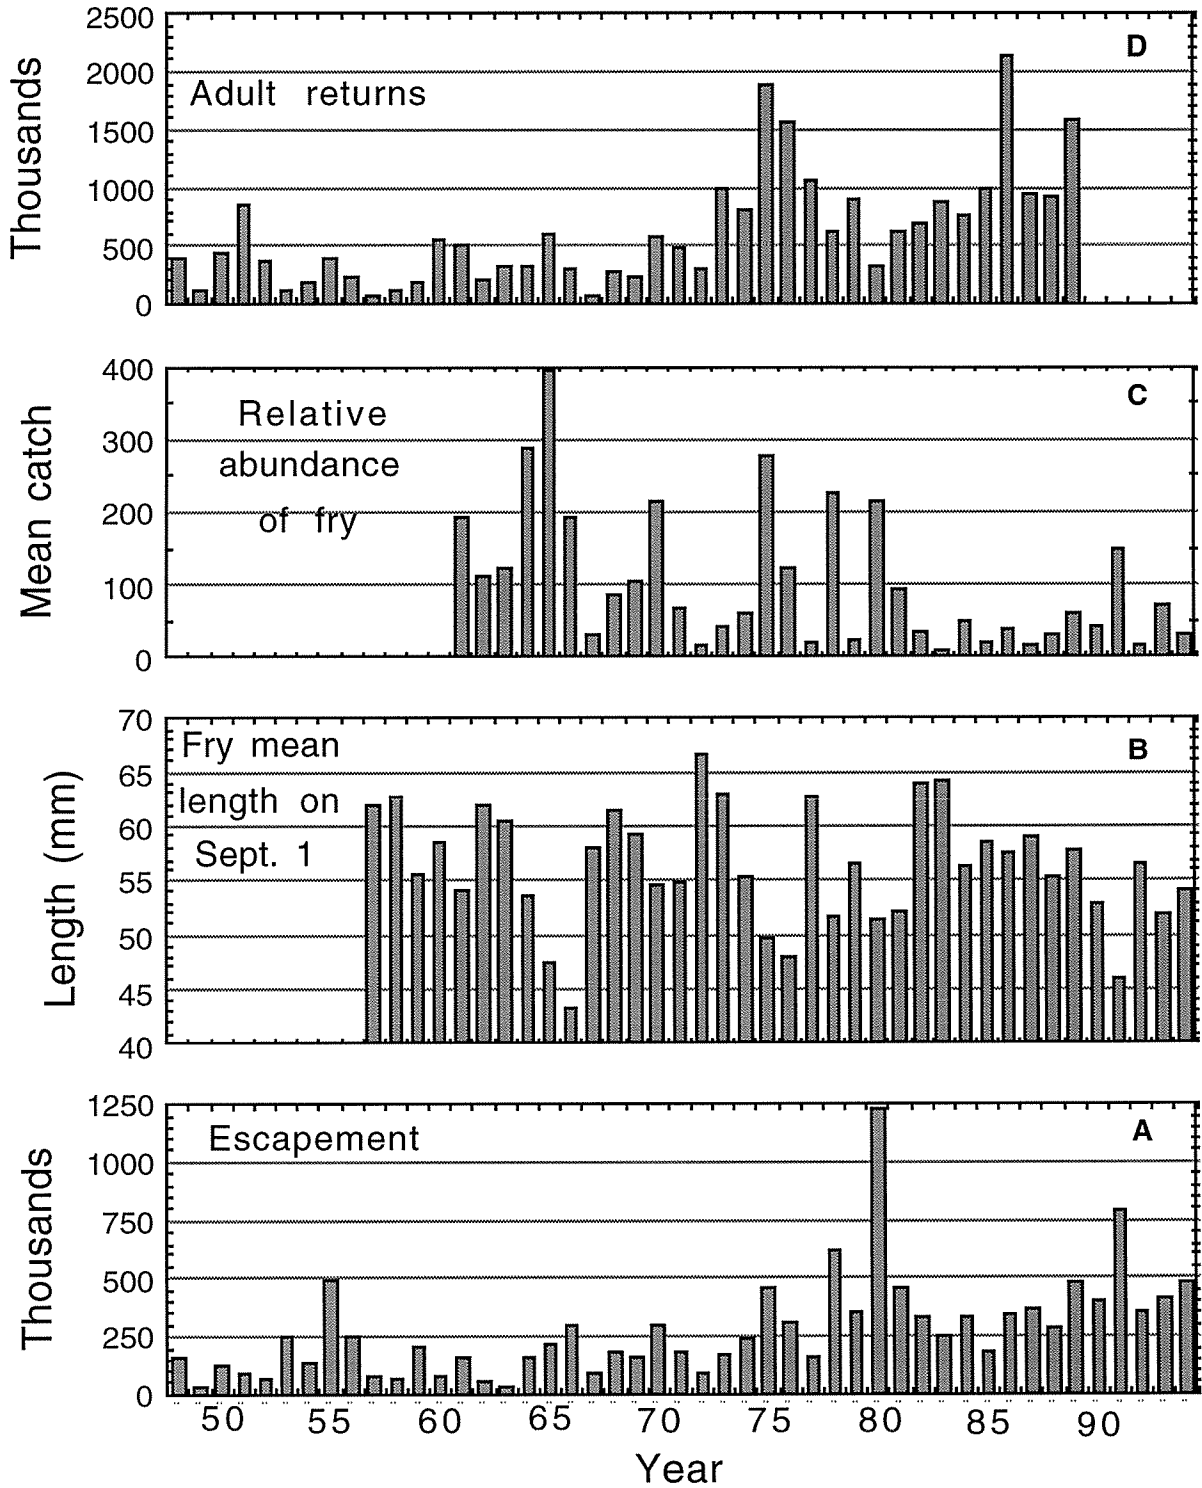 2500
D
2000
Adult returns
1500
1000
500
0
Thousands
400
C
Relative
300
abundance
200
of fry
100
0
Mean catch
70
B
Fry mean
65
length on
60
Sept. 1
55
50
45
40
Length (mm)
1250
A
Escapement
1000
750
500
250
0
Thousands
50 55 60 65 70 75 80 85 90
Year